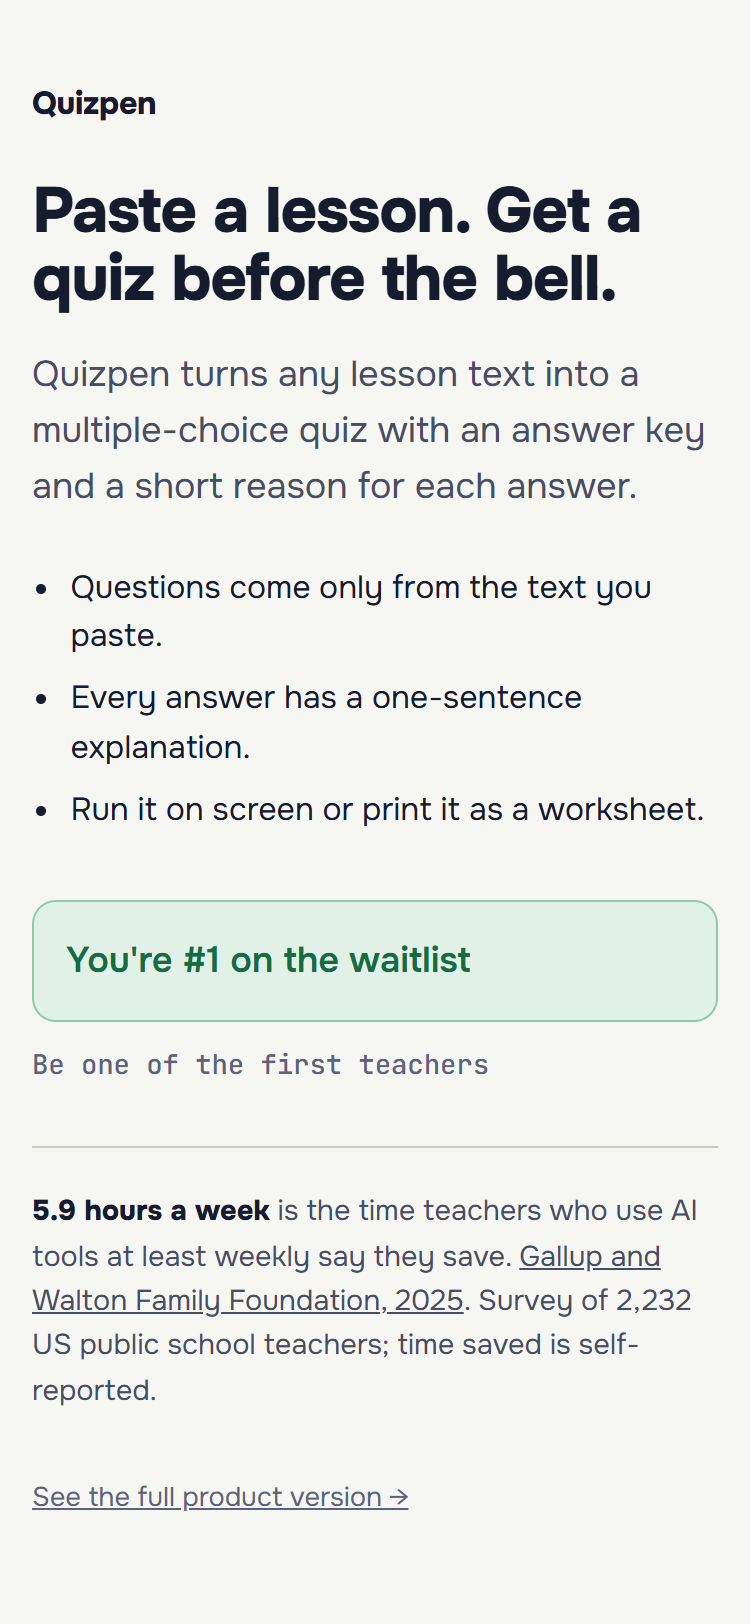 Quizpen
Paste a lesson. Get a
quiz before the bell.
Quizpen turns any lesson text into a
multiple-choice quiz with an answer key
and a short reason for each answer.
• Questions come only from the text you
paste.
• Every answer has a one-sentence
explanation.
• Run it on screen or print it as a worksheet.
You're #1 on the waitlist
Be one of the first teachers
5.9 hours a week is the time teachers who use AI
tools at least weekly say they save. Gallup and
Walton Family Foundation, 2025. Survey of 2,232
US public school teachers; time saved is self-
reported.
See the full product version →